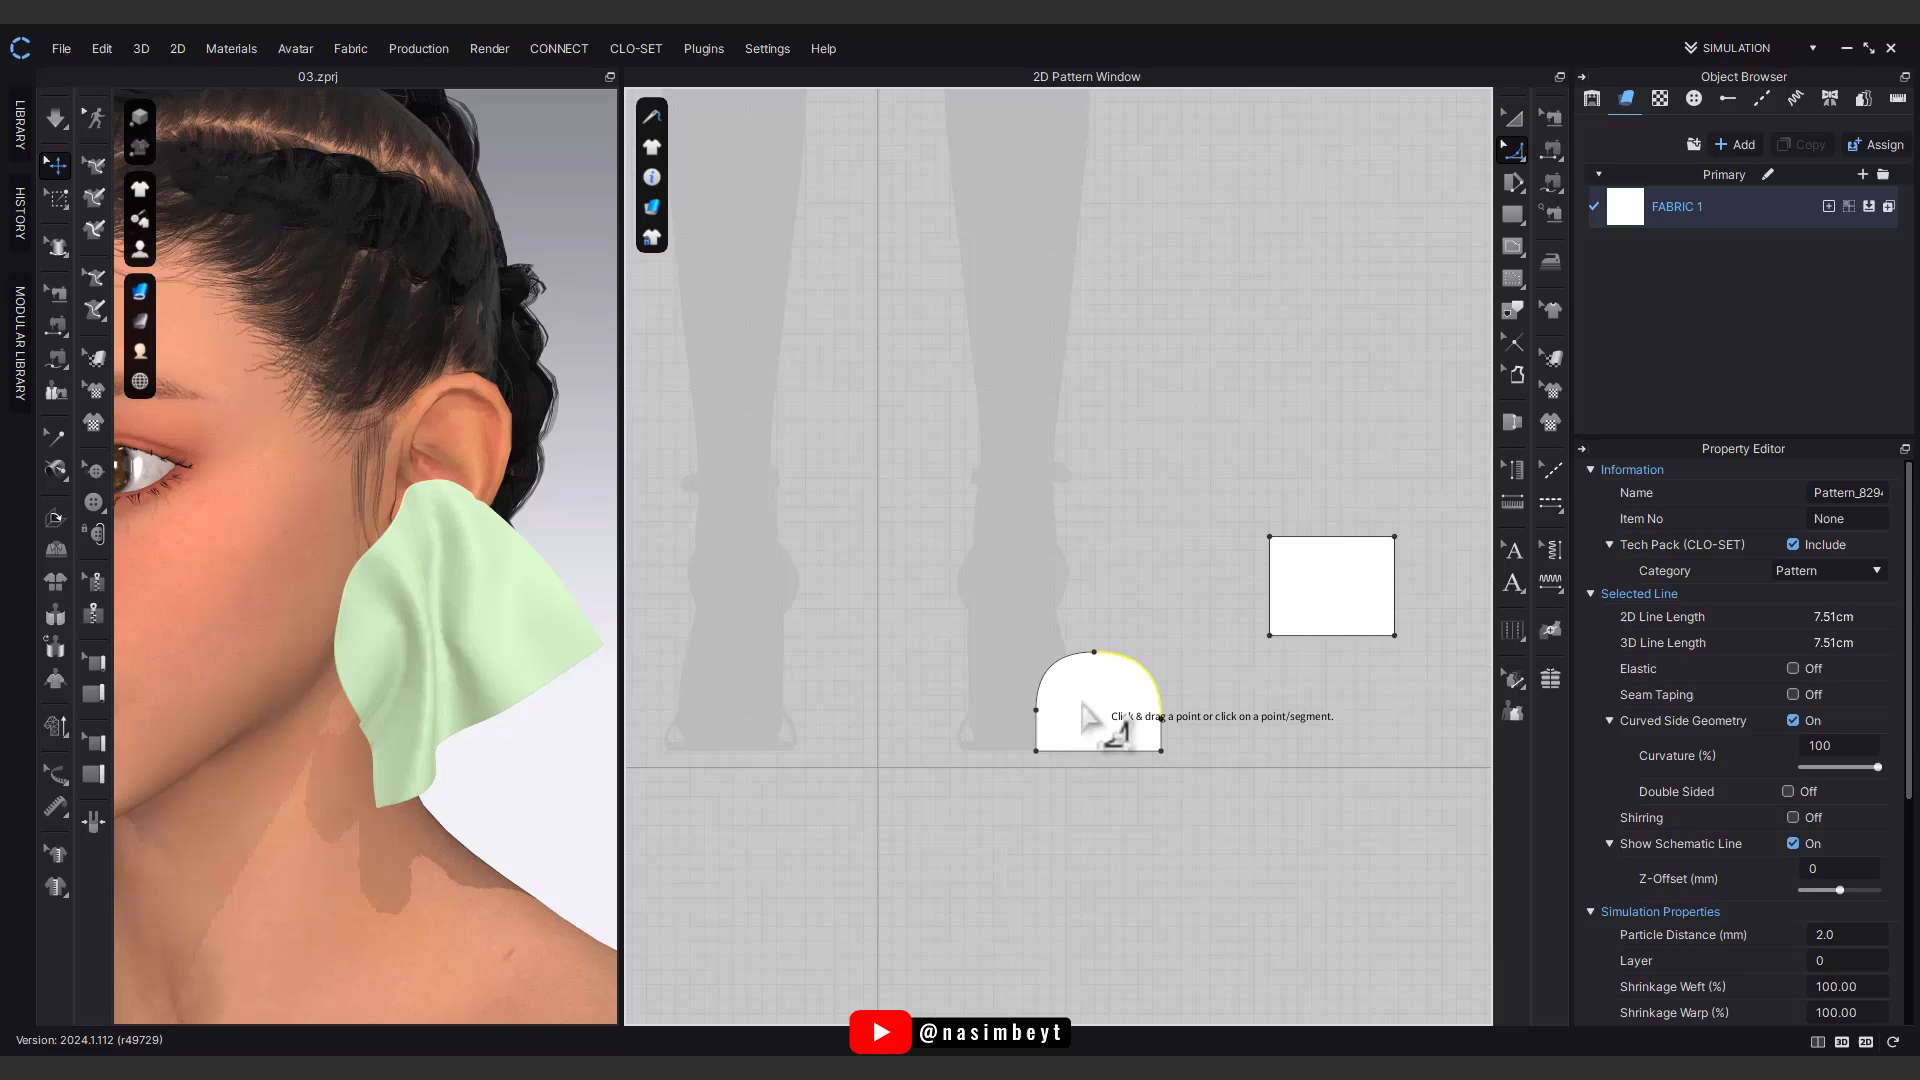 File Edit 3D 2D Materials Avatar Fabric Production Render CONNECT CLO-SET Plugins Settings Help
SIMULATION
03.zprj
2D Pattern Window
Object Browser
LIBRARY
HISTORY
MODULAR LIBRARY
Add
Copy
Assign
Primary
FABRIC 1
Property Editor
Information
Name Pattern_829
Item No None
Tech Pack (CLO-SET) Include
Category Pattern
Selected Line
2D Line Length 7.51cm
3D Line Length 7.51cm
Elastic Off
Seam Taping Off
Curved Side Geometry On
Curvature (%) 100
Double Sided Off
Shirring Off
Show Schematic Line On
Z-Offset (mm) 0
Simulation Properties
Particle Distance (mm) 2.0
Layer 0
Shrinkage Weft (%) 100.00
Shrinkage Warp (%) 100.00
Click & drag a point or click on a point/segment.
A
A
Version: 2024.1.112 (r49729)
@nasimbeyt
3D
2D